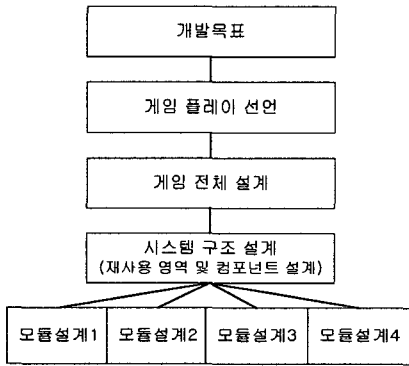 개발목표
게임 플레이 선언
게임 전체 설계
시스템 구조 설계
(재사용 영역 및 컴포넌트 설계)
모듈설계1 모듈설계2 모듈설계3 모듈설계4